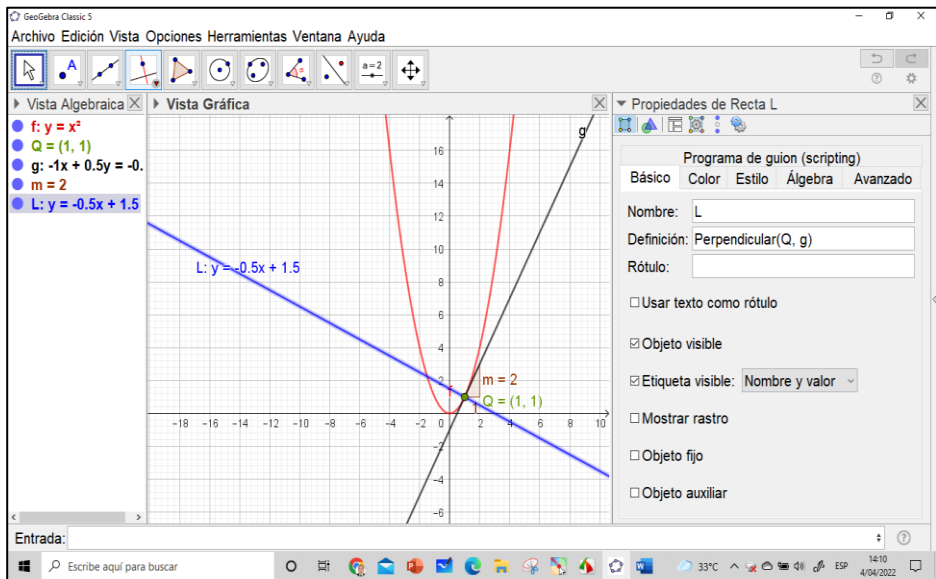 GeoGebra Classic 5
Archivo Edición Vista Opciones Herramientas Ventana Ayuda
A
a=2
Vista Algebraica
f: y = x²
Q = (1, 1)
g: -1x + 0.5y = -0.
m = 2
L: y = -0.5x + 1.5
Vista Gráfica
g
16
14
12
10
8
6
4
2
-2
-4
-6
-18 -16 -14 -12 -10 -8 -6 -4 -2 0 2 4 6 8 10
L: y = -0.5x + 1.5
f
m = 2
Q = (1, 1)
1
Propiedades de Recta L
Programa de guion (scripting)
Básico Color Estilo Álgebra Avanzado
Nombre: L
Definición: Perpendicular(Q, g)
Rótulo:
Usar texto como rótulo
Objeto visible
Etiqueta visible: Nombre y valor
Mostrar rastro
Objeto fijo
Objeto auxiliar
Entrada:
Escribe aquí para buscar
33°C
ESP
14:10
4/04/2022